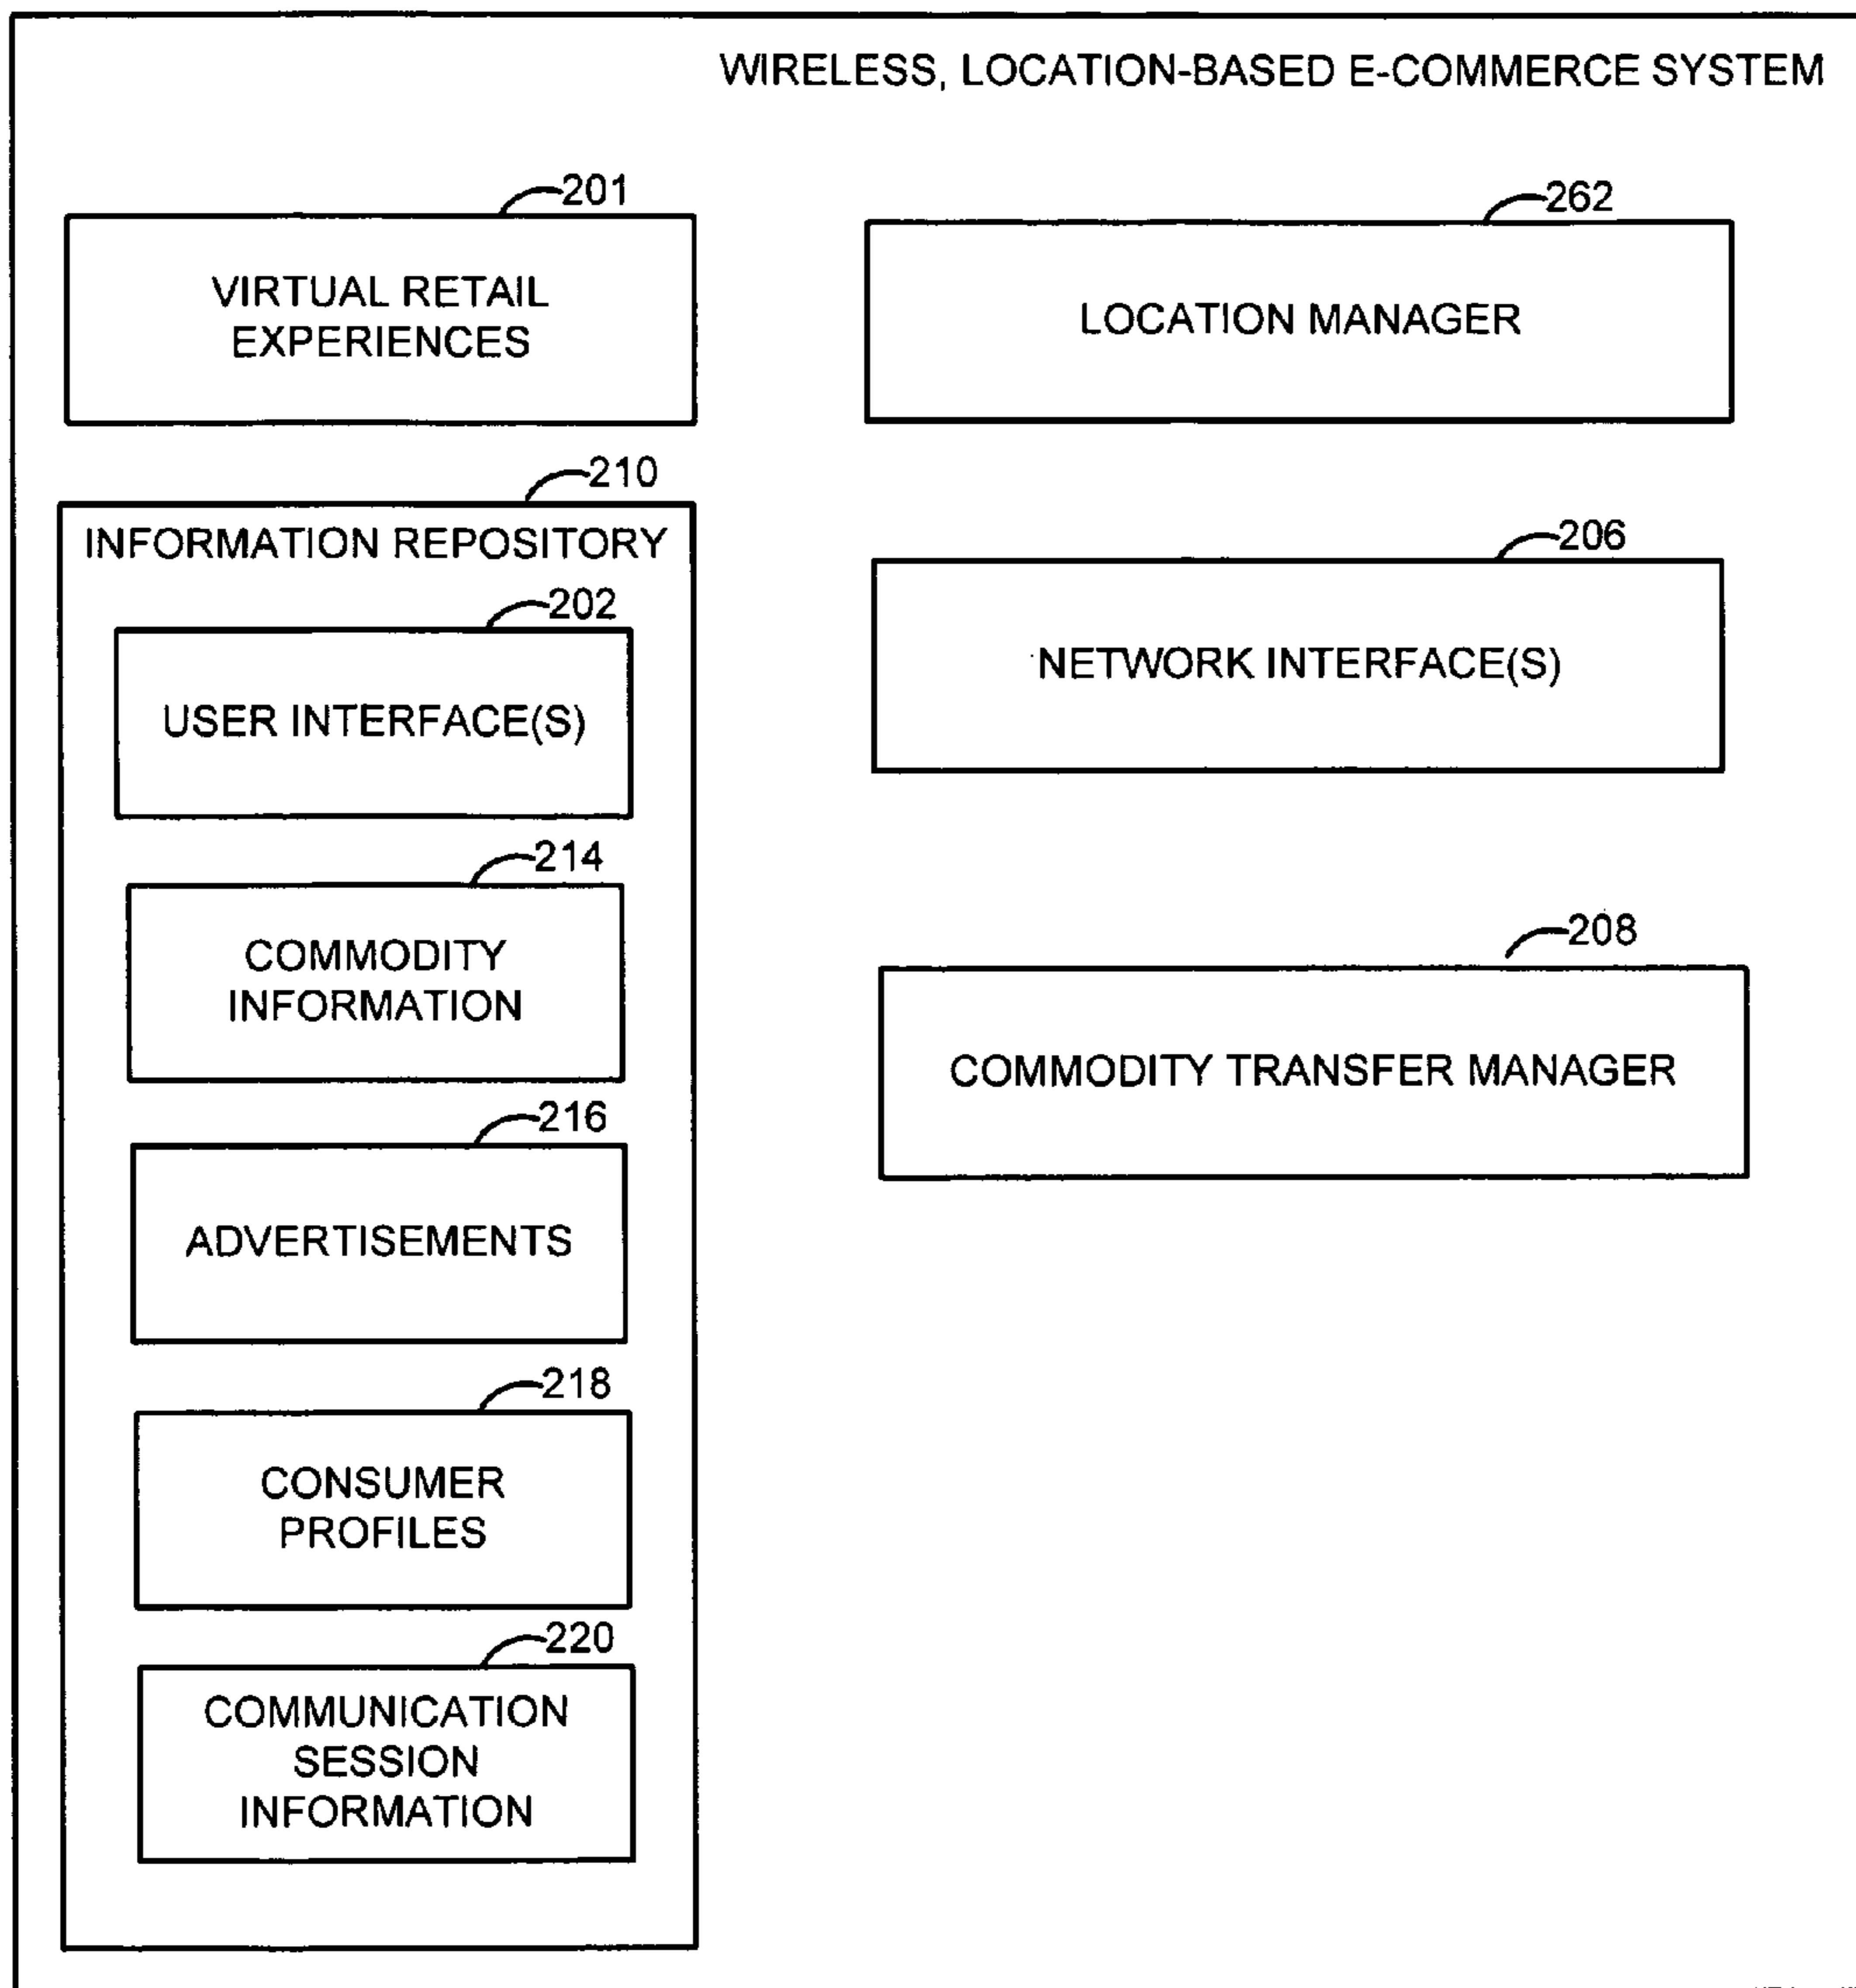 WIRELESS, LOCATION-BASED E-COMMERCE SYSTEM
201
VIRTUAL RETAIL
EXPERIENCES
262
LOCATION MANAGER
210
INFORMATION REPOSITORY
202
USER INTERFACE(S)
206
NETWORK INTERFACE(S)
214
COMMODITY
INFORMATION
208
COMMODITY TRANSFER MANAGER
216
ADVERTISEMENTS
218
CONSUMER
PROFILES
220
COMMUNICATION
SESSION
INFORMATION